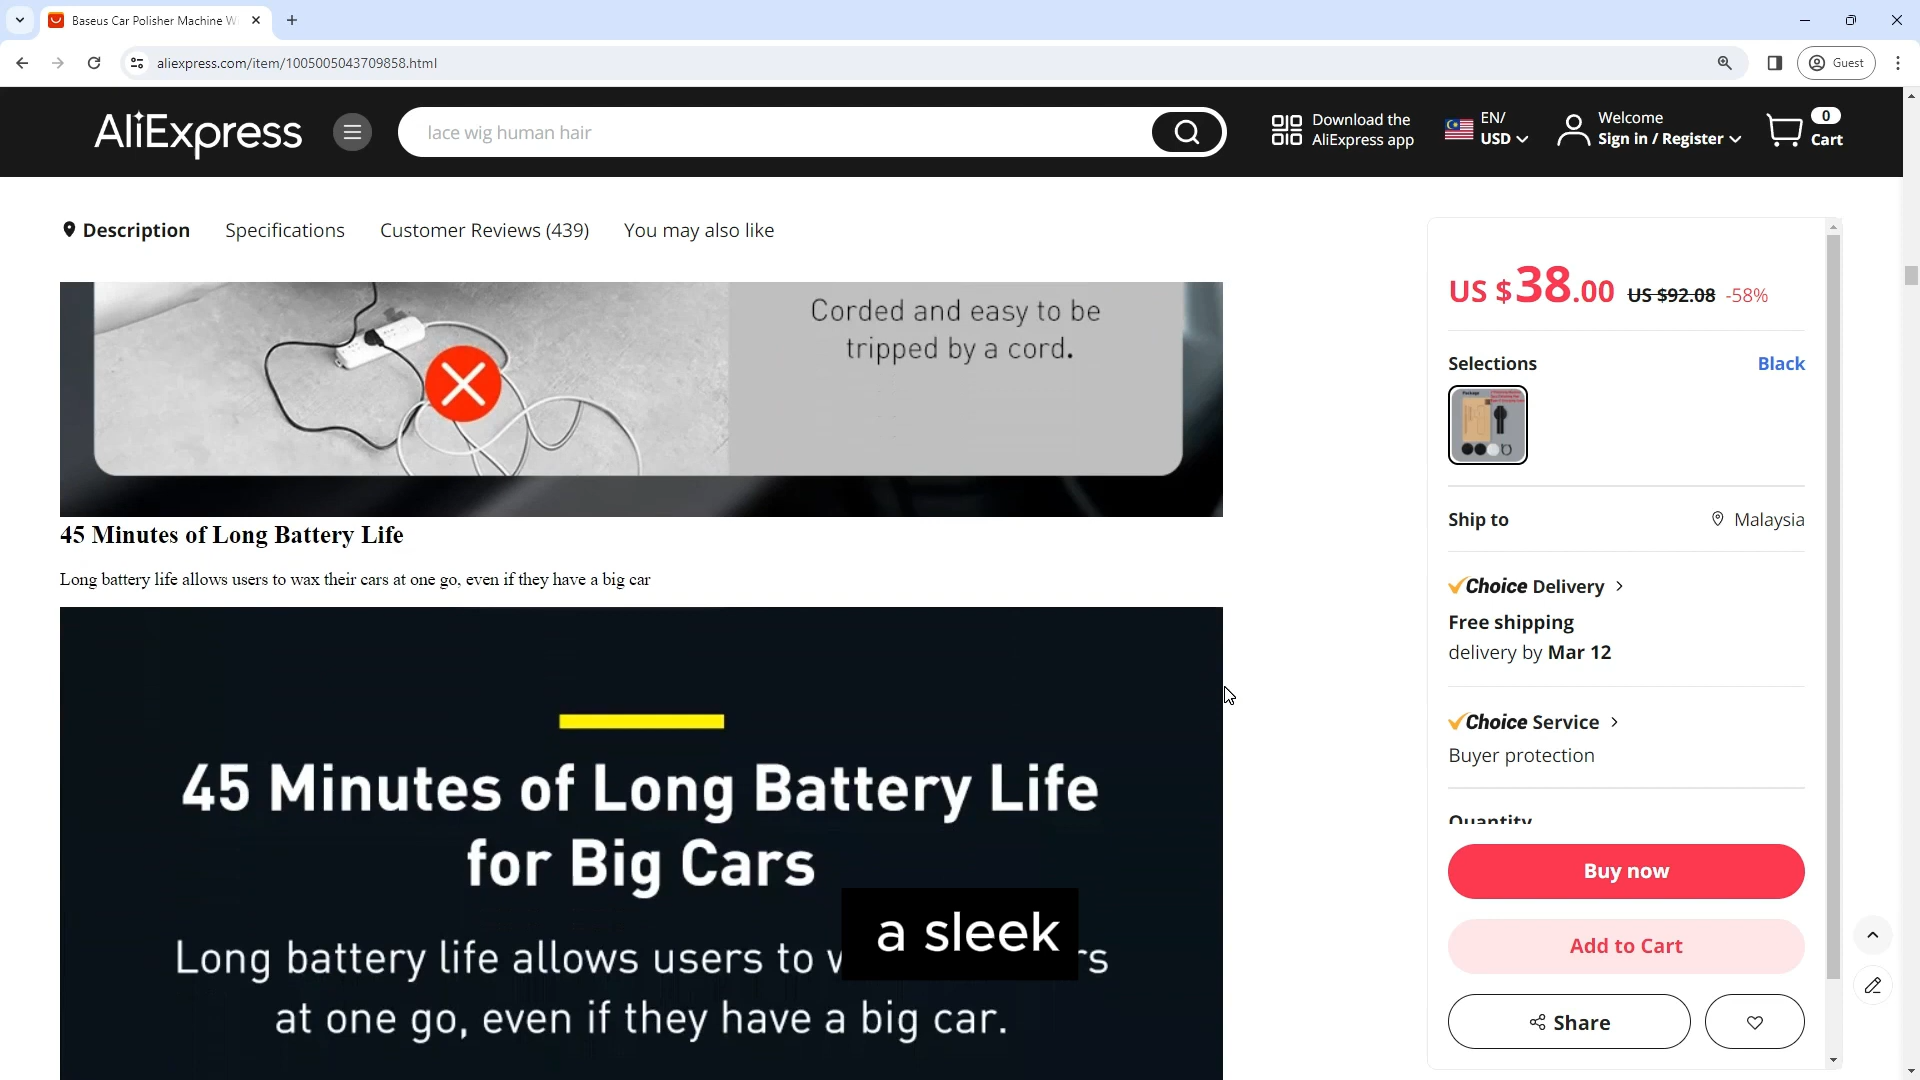 Baseus Car Polisher Machine W
aliexpress.com/item/1005005043709858.html
Guest
AliExpress
lace wig human hair
Download the
AliExpress app
EN/
USD
Welcome
Sign in / Register
0
Cart
Description
Specifications
Customer Reviews (439)
You may also like
Corded and easy to be
tripped by a cord.
45 Minutes of Long Battery Life
Long battery life allows users to wax their cars at one go, even if they have a big car
45 Minutes of Long Battery Life
for Big Cars
Long battery life allows users to
at one go, even if they have a big car.
a sleek
US $38.00 US $92.08 -58%
Selections
Black
Ship to
Malaysia
Choice Delivery
Free shipping
delivery by Mar 12
Choice Service
Buyer protection
Quantity
Buy now
Add to Cart
Share